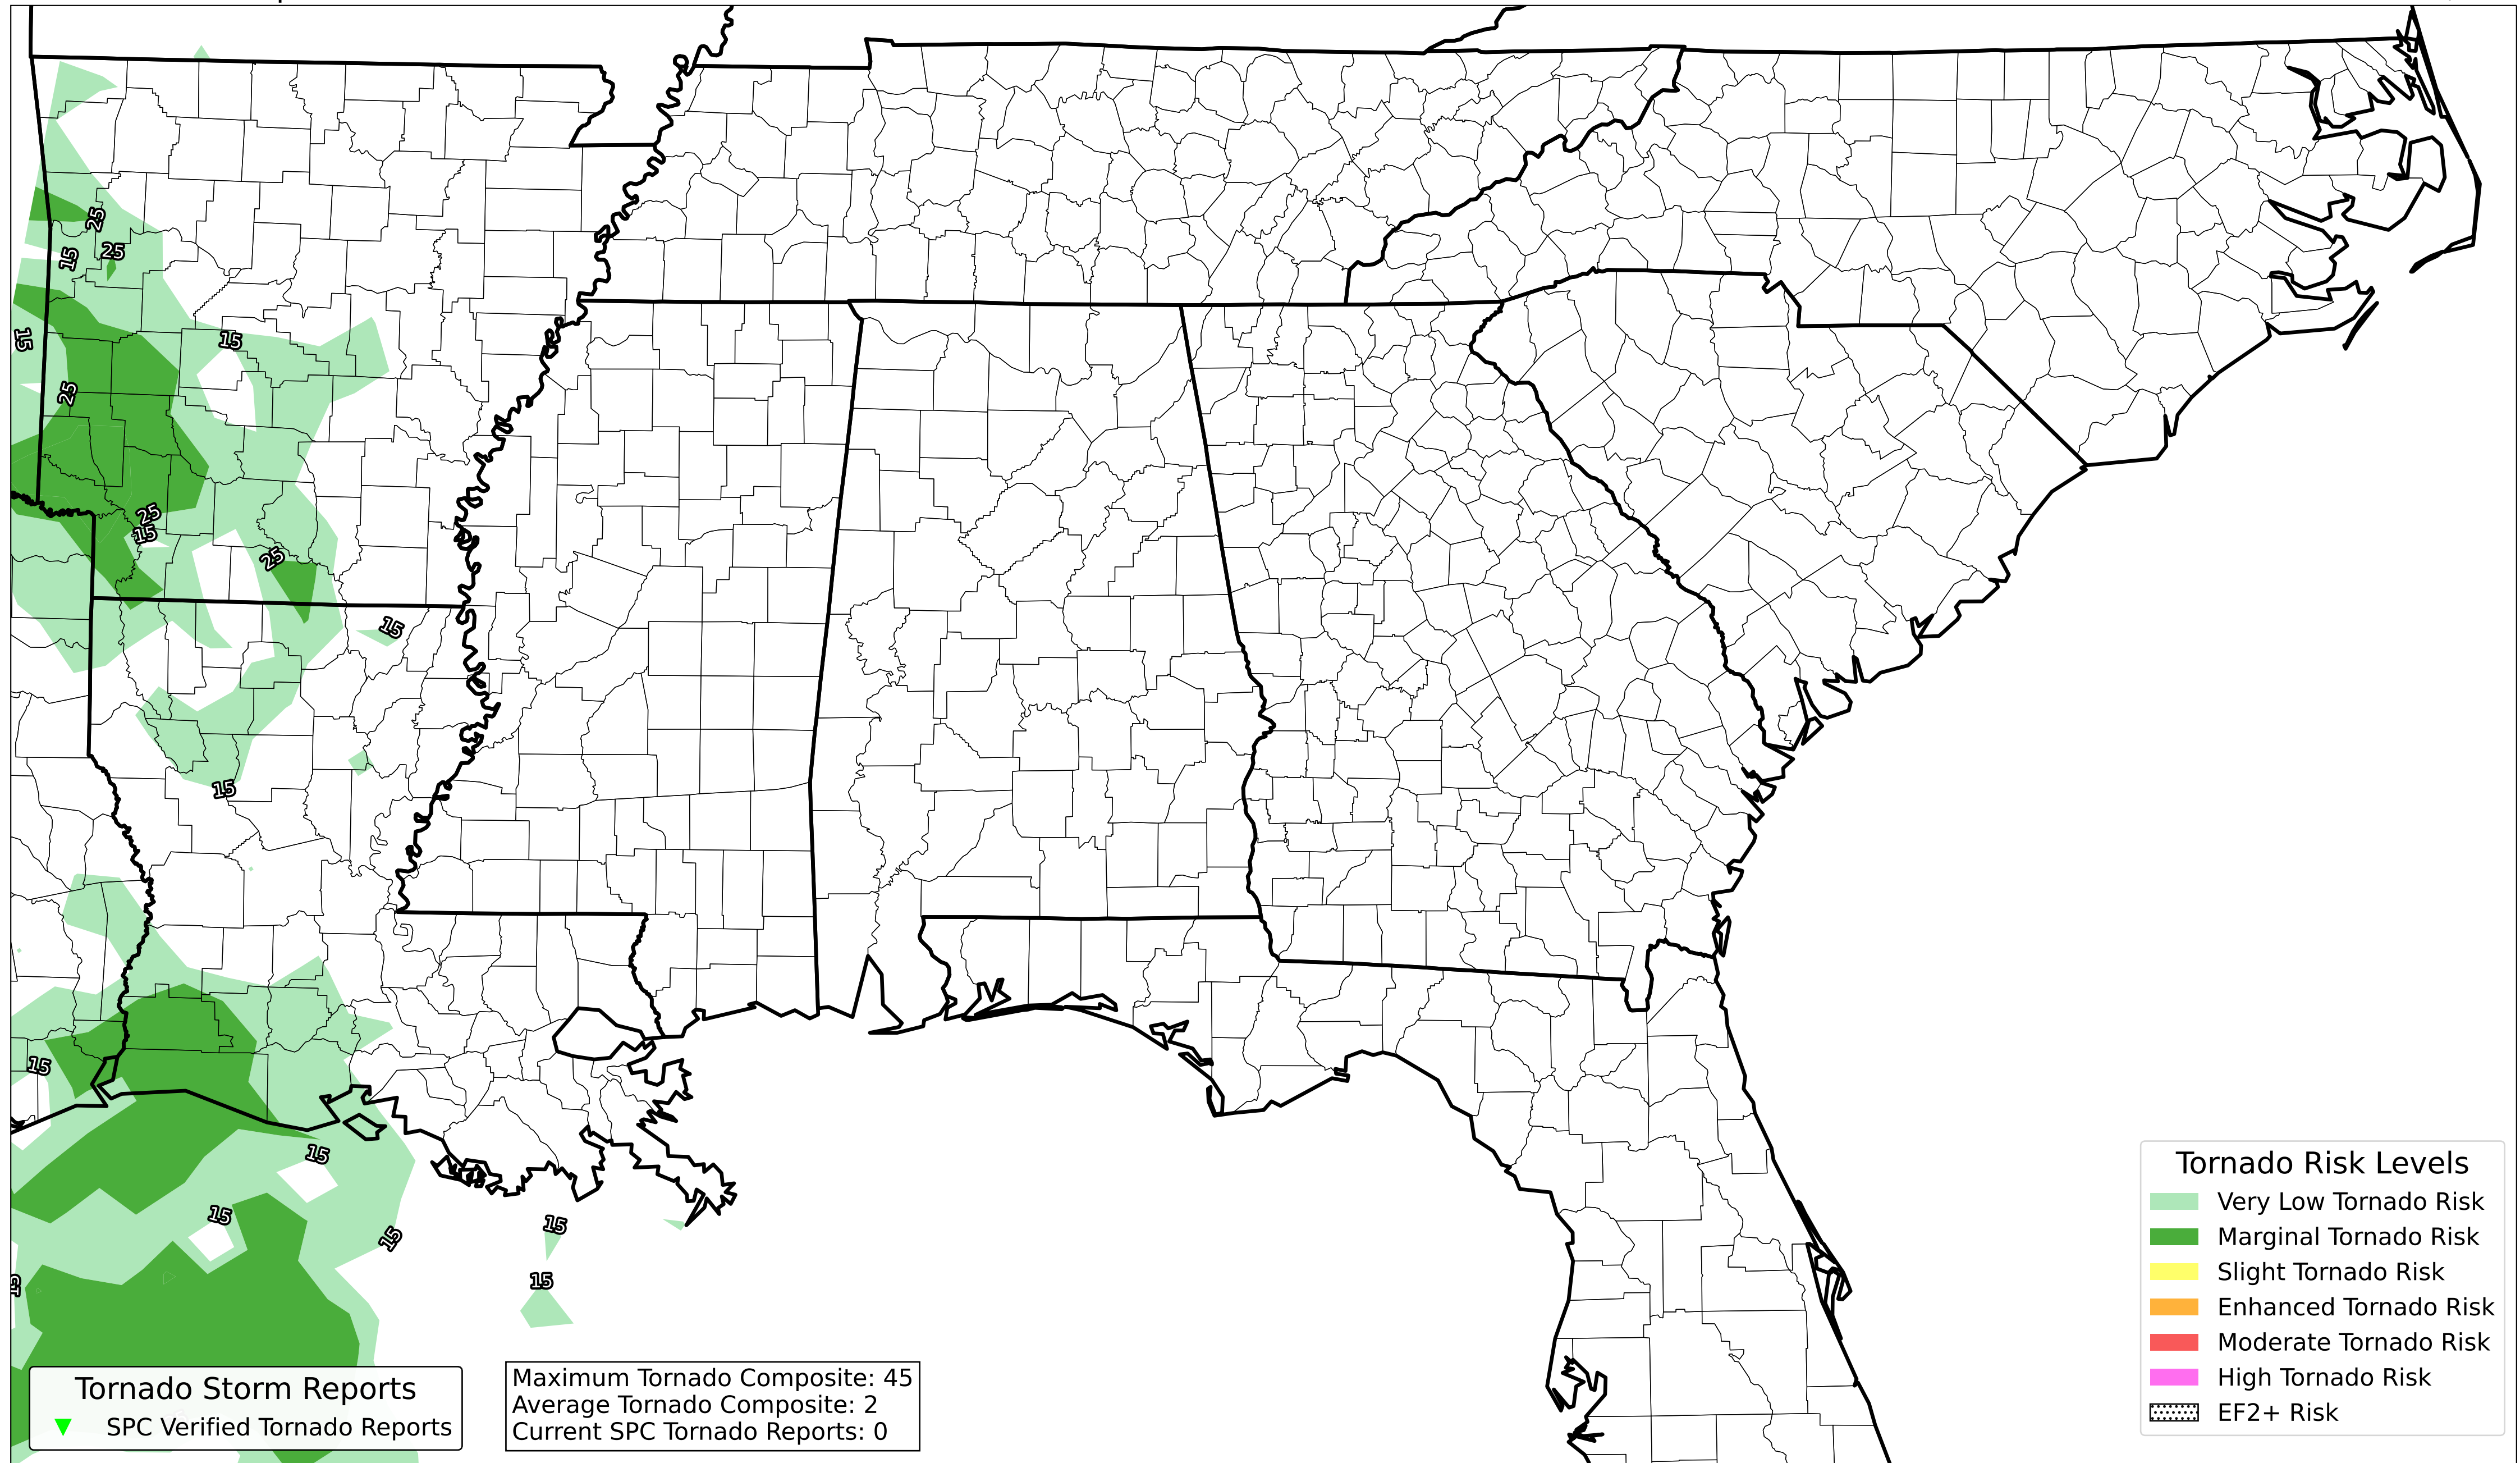 25
15
25
15
15
25
25
15
25
15
15
15
15
15
15
15
15
Tornado Storm Reports
SPC Verified Tornado Reports
Maximum Tornado Composite: 45
Average Tornado Composite: 2
Current SPC Tornado Reports: 0
Tornado Risk Levels
Very Low Tornado Risk
Marginal Tornado Risk
Slight Tornado Risk
Enhanced Tornado Risk
Moderate Tornado Risk
High Tornado Risk
EF2+ Risk